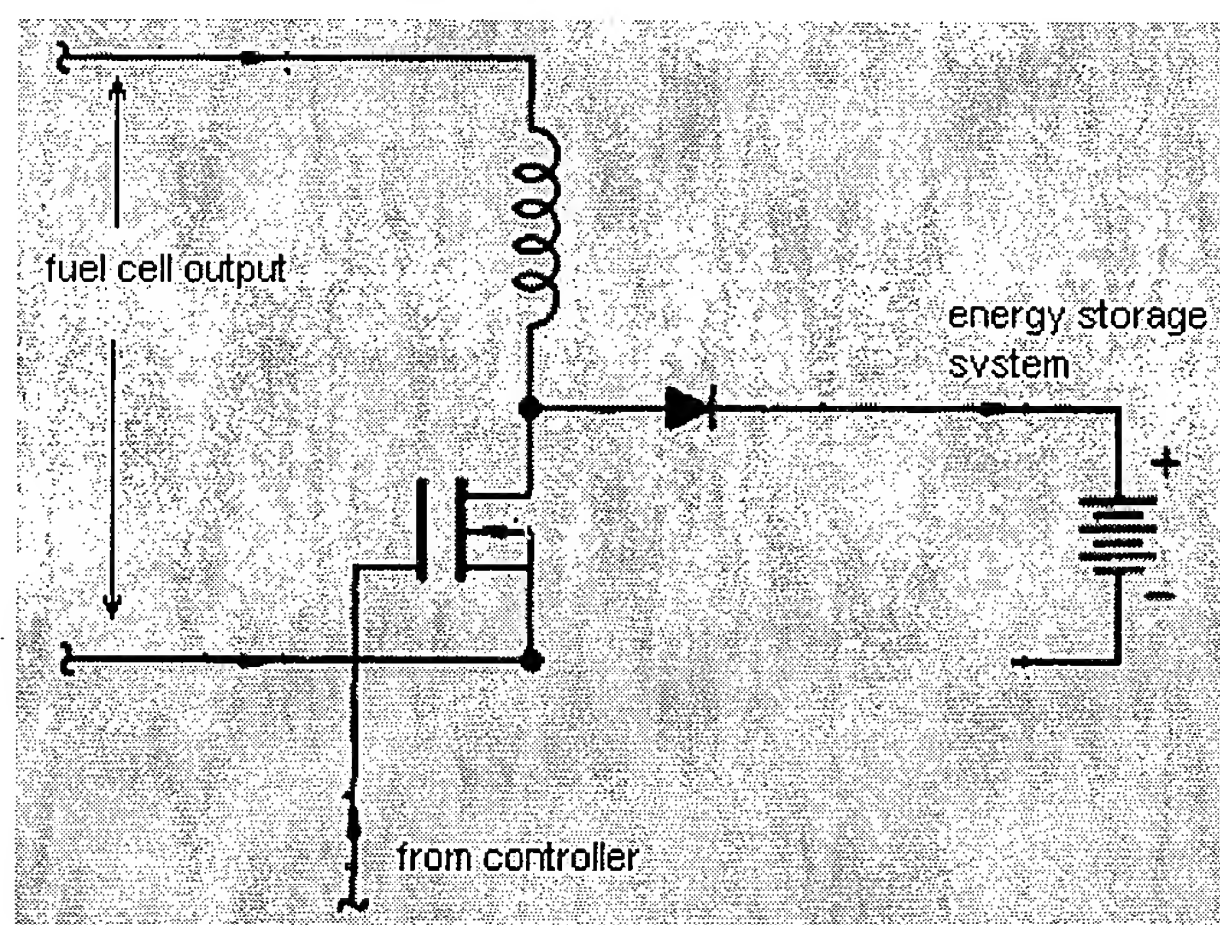 fuel cell output
energy storage
system
+
−
from controller